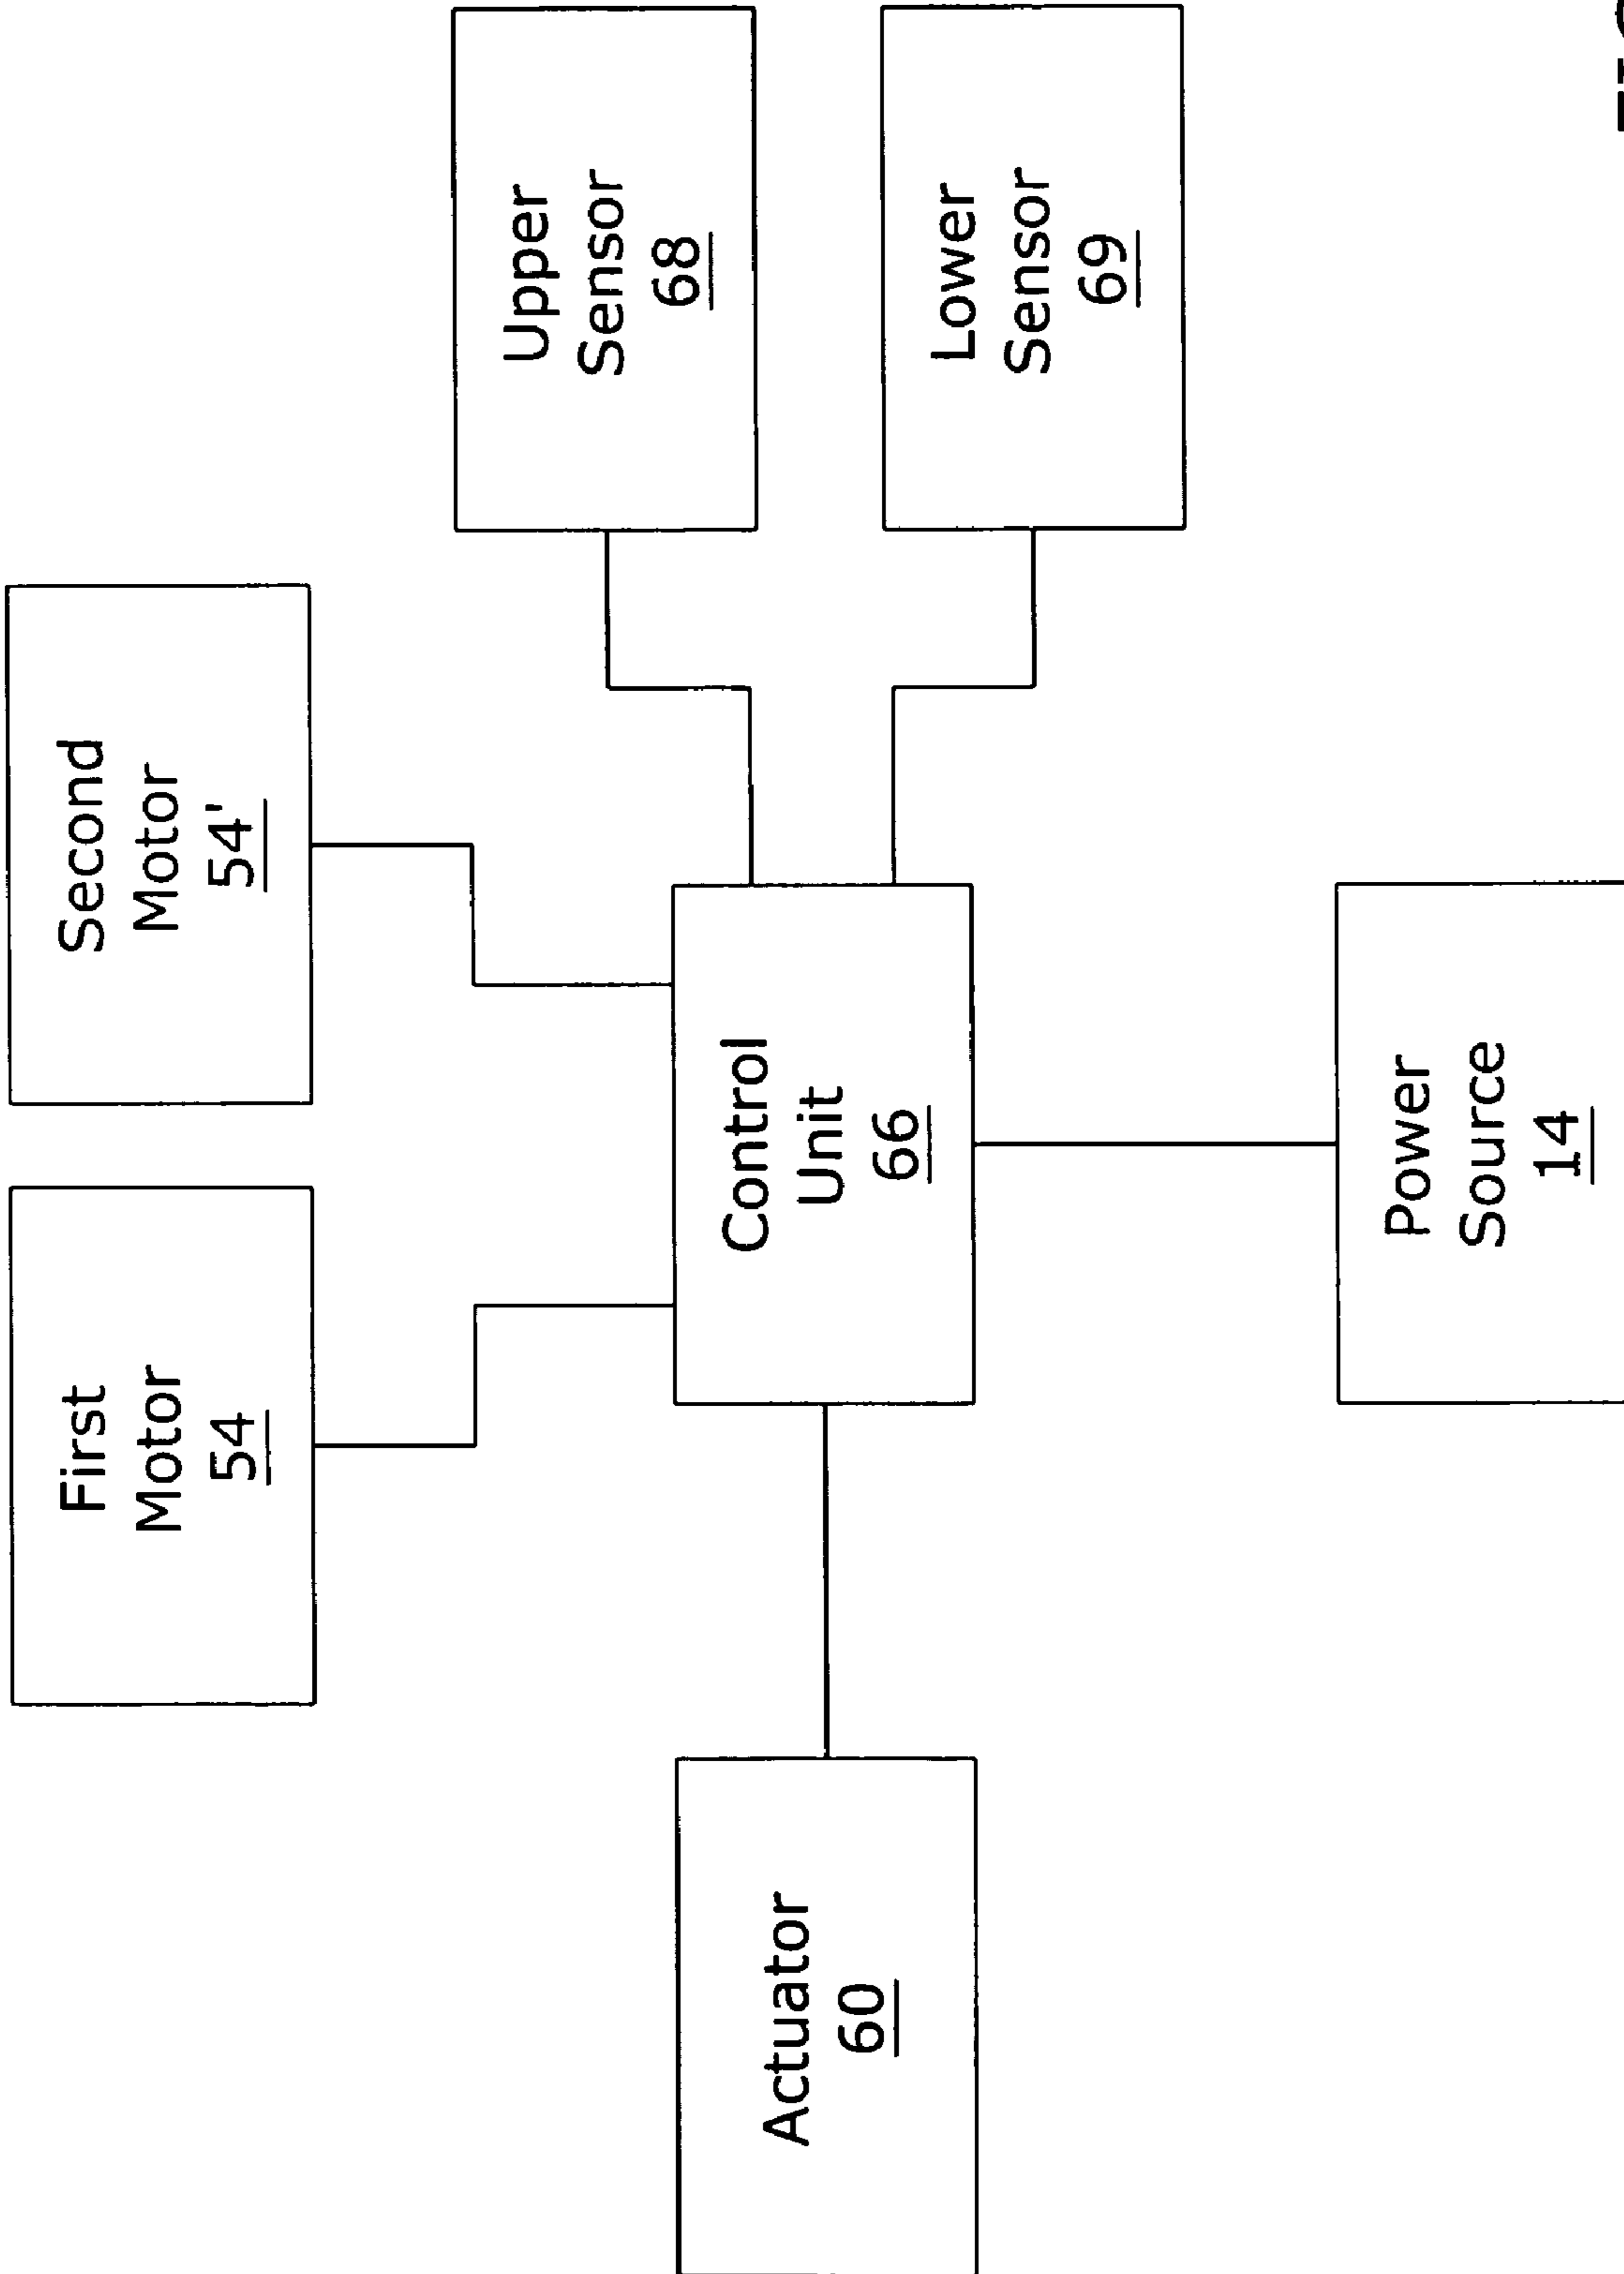 First
Motor
54
Second
Motor
54'
Upper
Sensor
68
Lower
Sensor
69
Control
Unit
66
Actuator
60
Power
Source
14